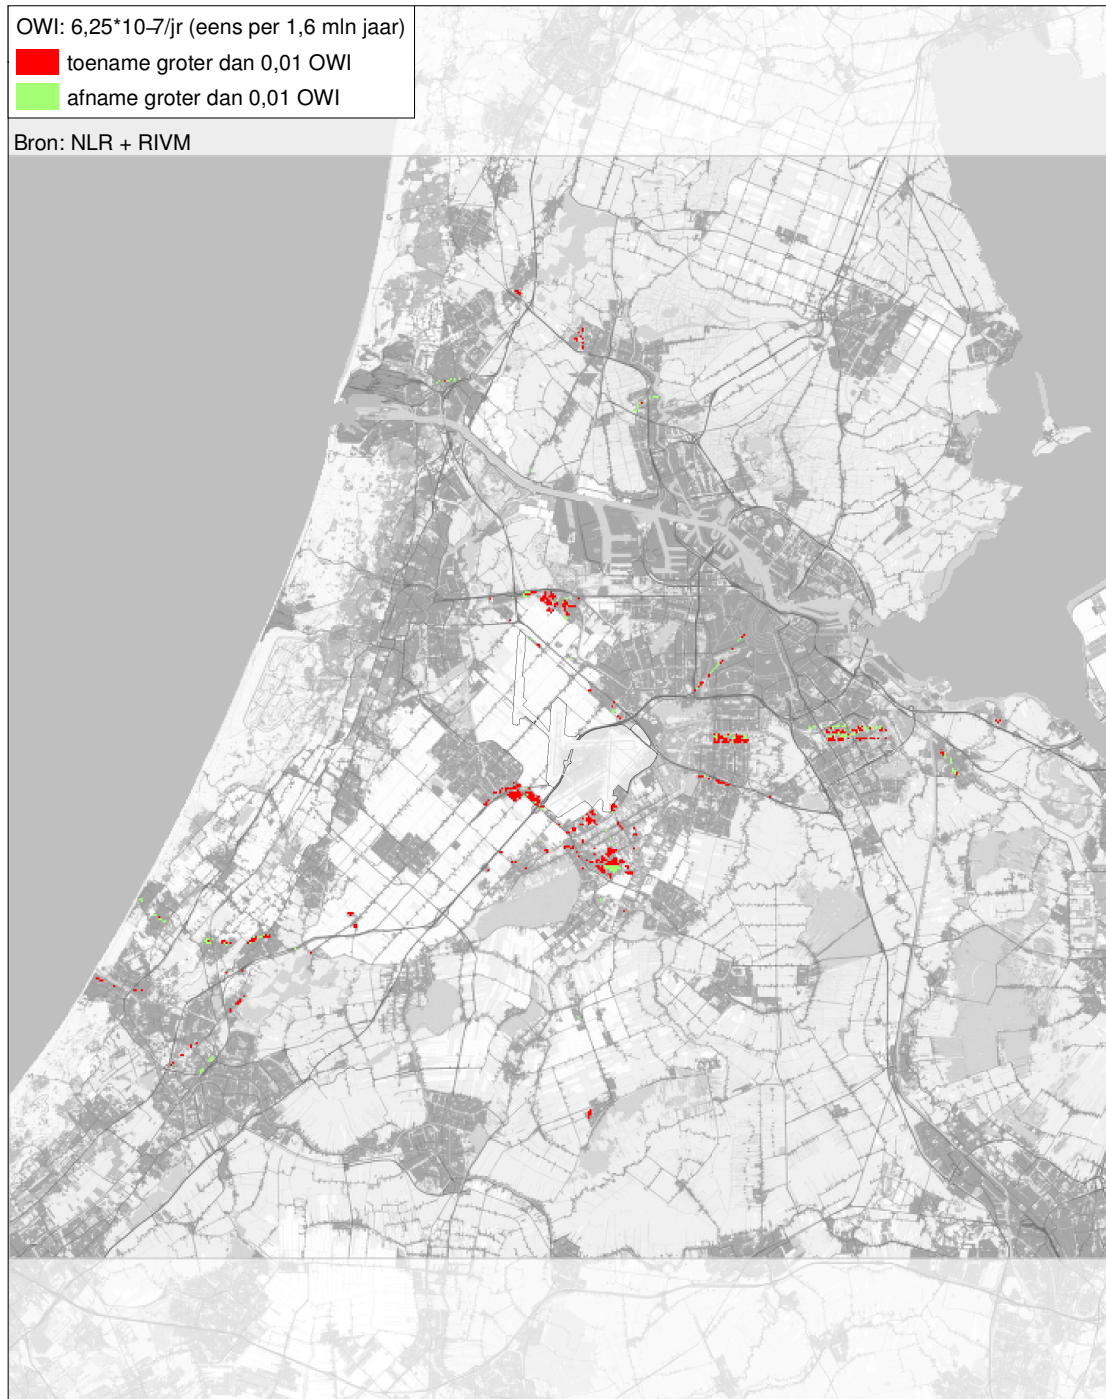 OWI: 6,25*10–7/jr (eens per 1,6 mln jaar)
toename groter dan 0,01 OWI
afname groter dan 0,01 OWI
Bron: NLR + RIVM